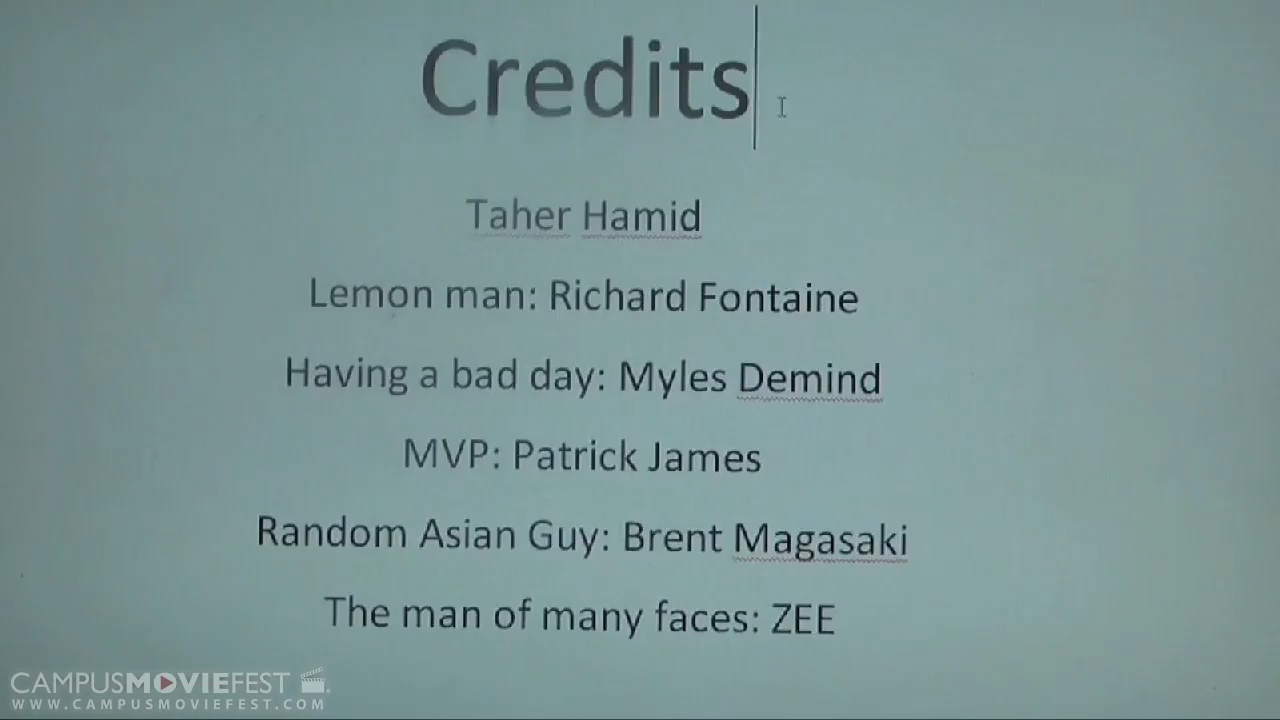 Credits
Taher Hamid
Lemon man: Richard Fontaine
Having a bad day: Myles Demind
MVP: Patrick James
Random Asian Guy: Brent Magasaki
The man of many faces: ZEE
CAMPUSMOVIEFEST
WWW.CAMPUSMOVIEFEST.COM